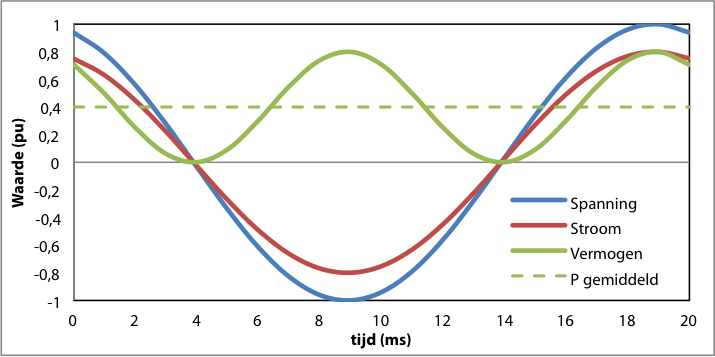 Waarde (pu)
1
0,8
0,6
0,4
0,2
0
-0,2
-0,4
-0,6
-0,8
-1
Spanning
Stroom
Vermogen
P gemiddeld
0 2 4 6 8 10 12 14 16 18 20
tijd (ms)